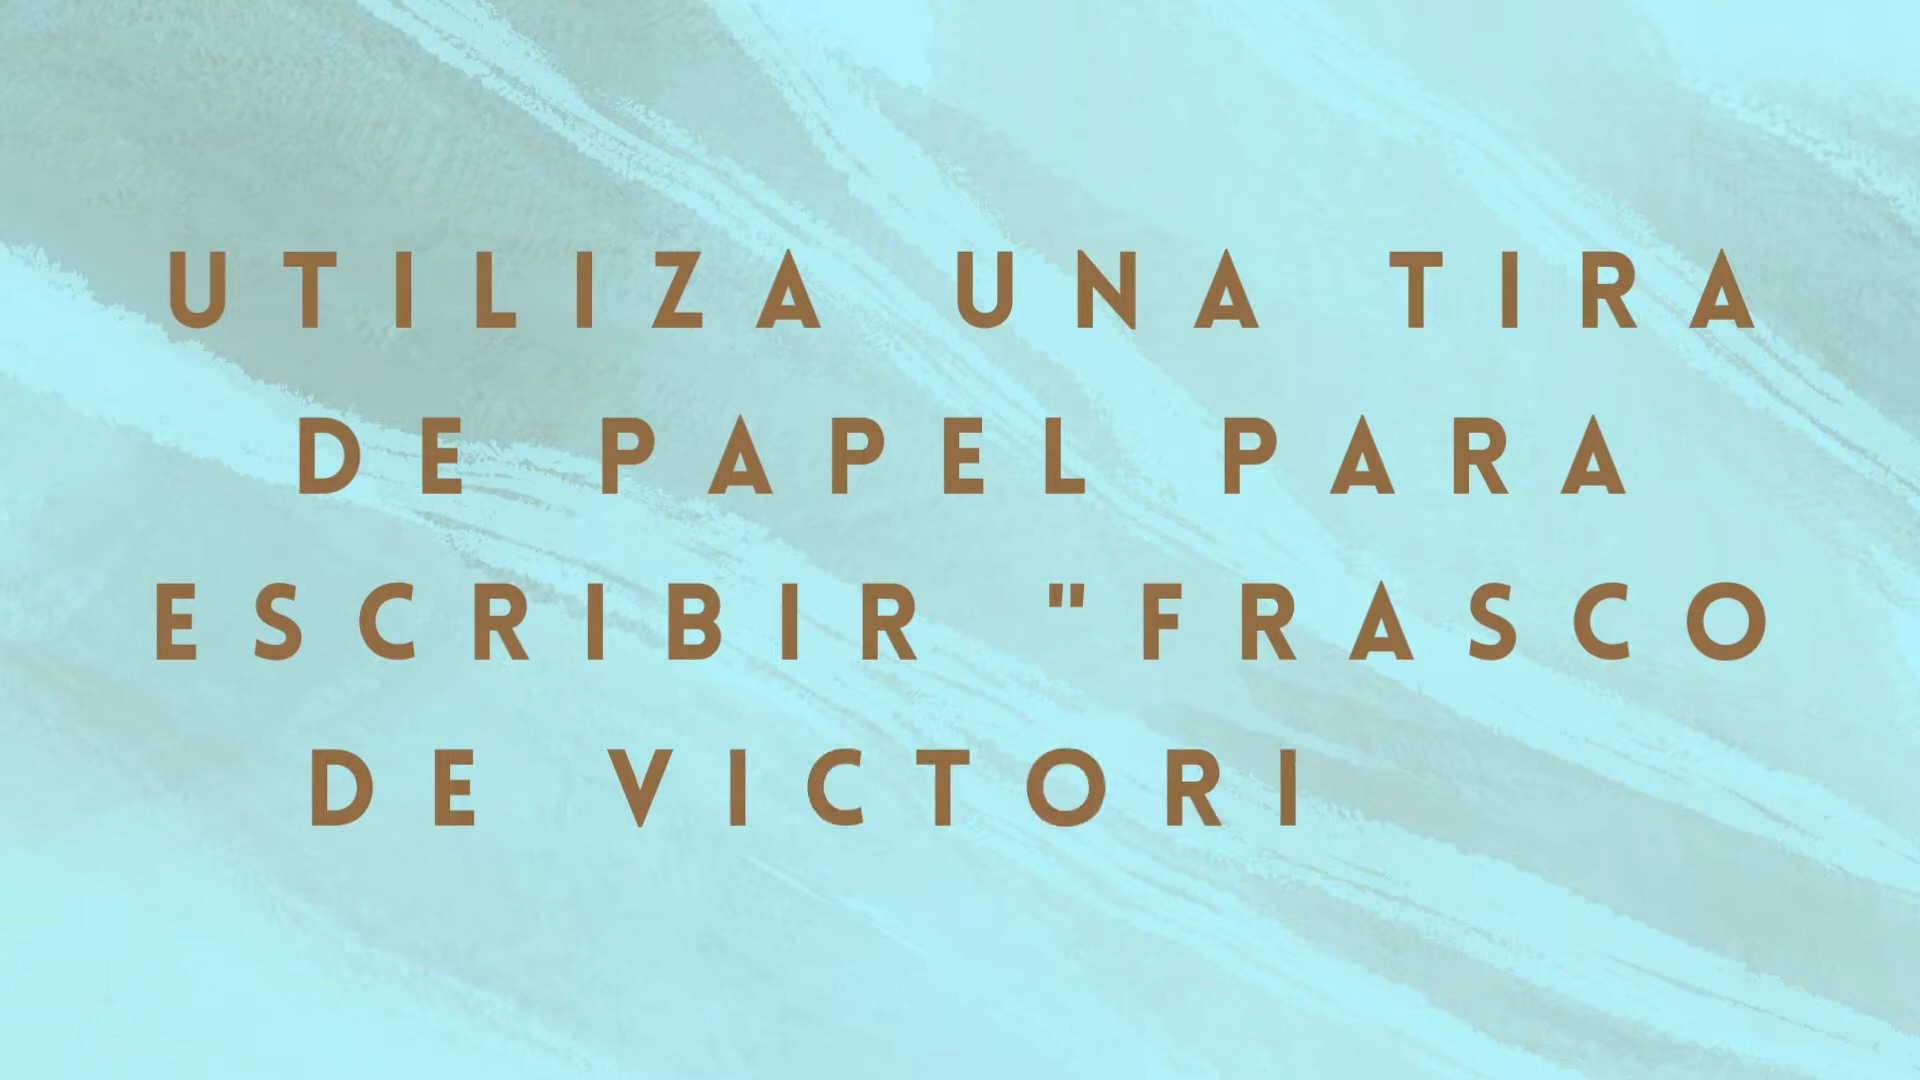 UTILIZA UNA TIRA
DE PAPEL PARA
ESCRIBIR "FRASCO
DE VICTORI